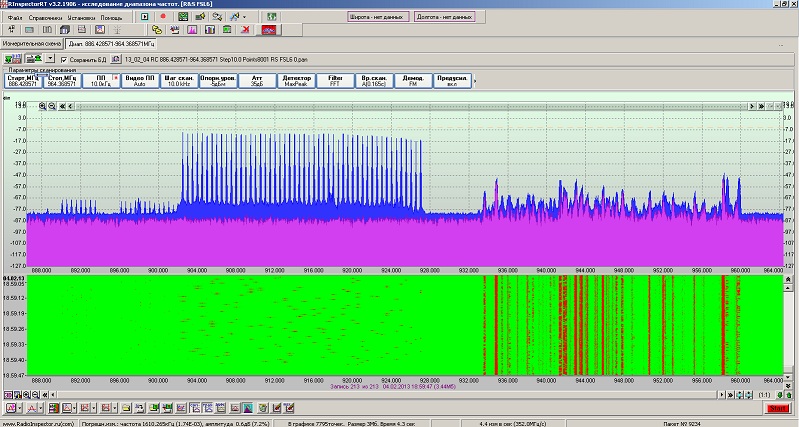 RInspectorRT v3.2.1906 - исследование диапазона частот. [R&S FSL6]
Файл Справочники Установки Помощь
Широта - нет данных Долгота - нет данных
Измерительная схема Диап. 886.428571-964.368571МГц
Сохранить БД 13_02_04 RC 886.428571-964.368571 Step10.0 Points8001 RS FSL6 0.pan
Параметры сканирования
Старт,МГц Стоп,МГц ПП Видео ПП Шаг скан. Опорн.уров. Атт Детектор Filter Вр.скан. Демод. Предусил.
886.428571 964.368571 10.0кГц Auto 10.0 kHz -5дБм 35дБ MaxPeak FFT A(0.165с) FM вкл
3.0
-7.0
-17.0
-27.0
-37.0
-47.0
-57.0
-67.0
-77.0
-87.0
-97.0
-107.0
-117.0
-127.0
888.000 892.000 896.000 900.000 904.000 908.000 912.000 916.000 920.000 924.000 928.000 932.000 936.000 940.000 944.000 948.000 952.000 956.000 960.000 964.000
04.02.13
18.59.05
18.59.12
18.59.19
18.59.26
18.59.33
18.59.40
18.59.47
888.000 892.000 896.000 900.000 904.000 908.000 912.000 916.000 920.000 924.000 928.000 932.000 936.000 940.000 944.000 948.000 952.000 956.000 960.000 964.000
Запись 213 из 213 04.02.2013 18:59:47 (3.44Мб)
(1:1)
Start
www.RadioInspector.ru(com) Погрешн.изм.: частота 1610.265кГц (1.74E-03), амплитуда 0.6дБ (7.2%) В графике 7795точек. Размер 3Мб. Время 4.3 сек 4.4 изм в сек (352.0МГц/с) Пакет № 9234